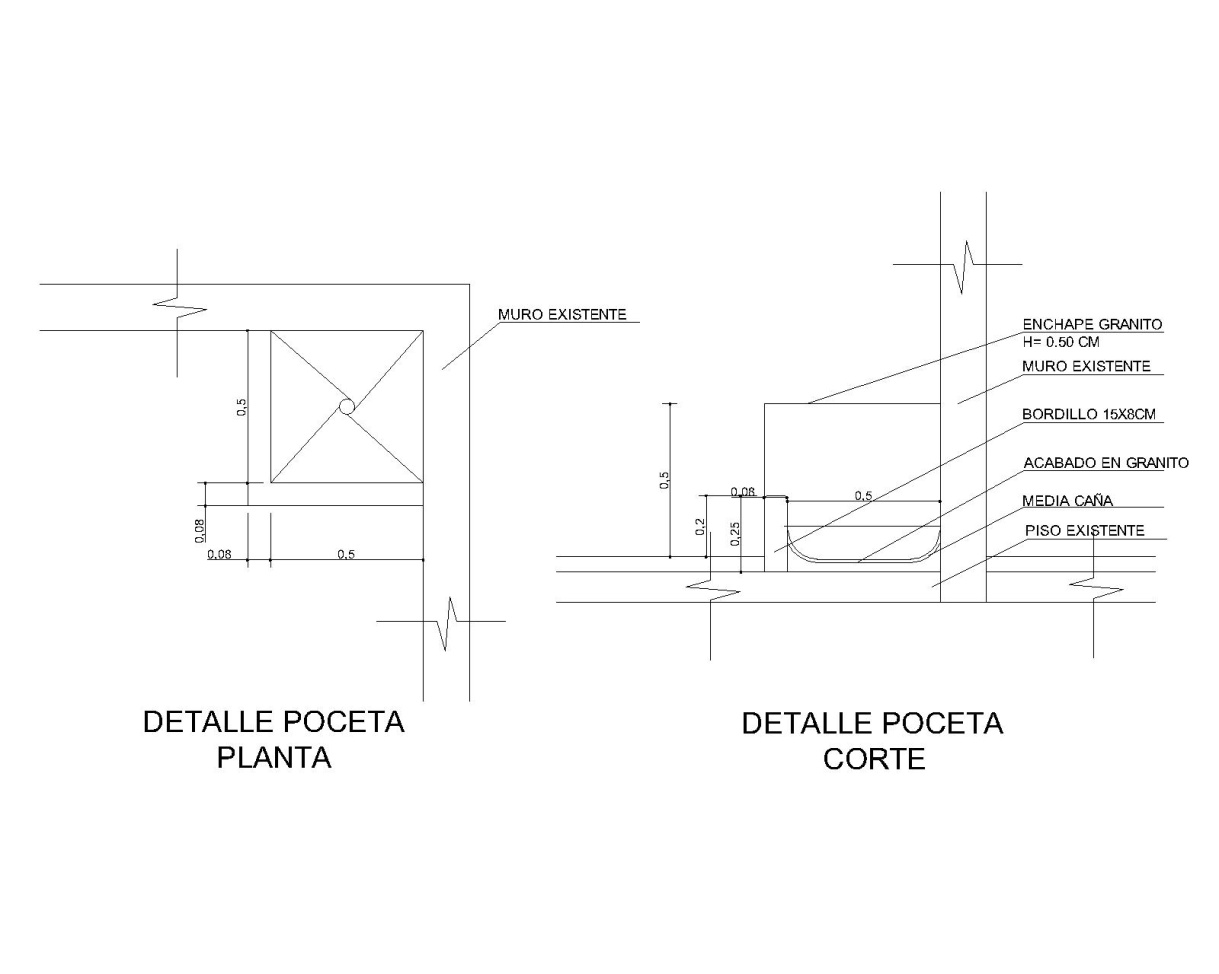 MURO EXISTENTE
0,5
0,08
0,08
0,5
DETALLE POCETA
PLANTA
ENCHAPE GRANITO
H= 0.50 CM
MURO EXISTENTE
BORDILLO 15X8CM
ACABADO EN GRANITO
MEDIA CAÑA
PISO EXISTENTE
0,5
0,08
0,5
0,2
0,25
DETALLE POCETA
CORTE